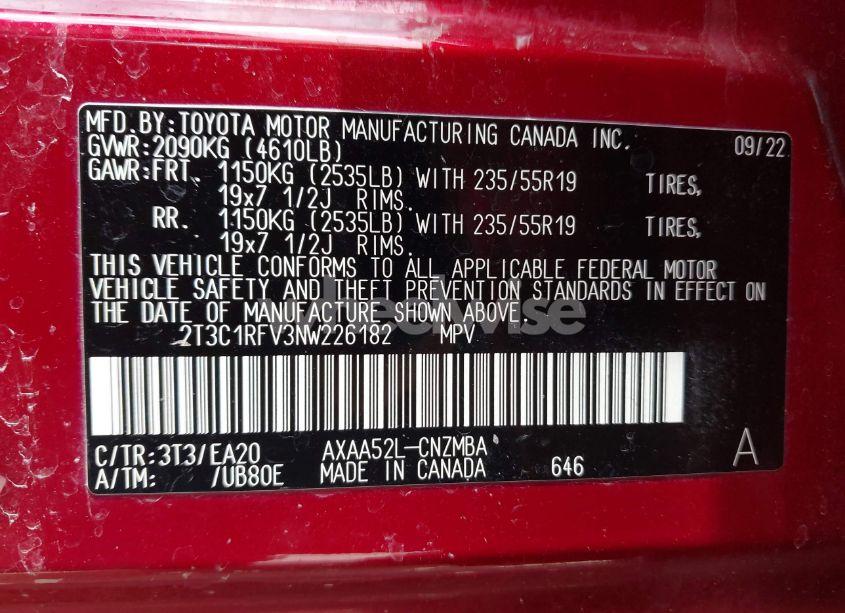 MFD.BY:TOYOTA MOTOR MANUFACTURING CANADA INC. 09/22
GVWR:2090KG (4610LB)
GAWR:FRT. 1150KG (2535LB) WITH 235/55R19 TIRES,
19x7 1/2J RIMS.
RR. 1150KG (2535LB) WITH 235/55R19 TIRES,
19x7 1/2J RIMS.
THIS VEHICLE CONFORMS TO ALL APPLICABLE FEDERAL MOTOR
VEHICLE SAFETY AND THEFT PREVENTION STANDARDS IN EFFECT ON
THE DATE OF MANUFACTURE SHOWN ABOVE.
2T3C1RFV3NW226182 MPV
C/TR:3T3/EA20 AXAA52L-CNZMBA
A/TM: /UB80E MADE IN CANADA 646 A